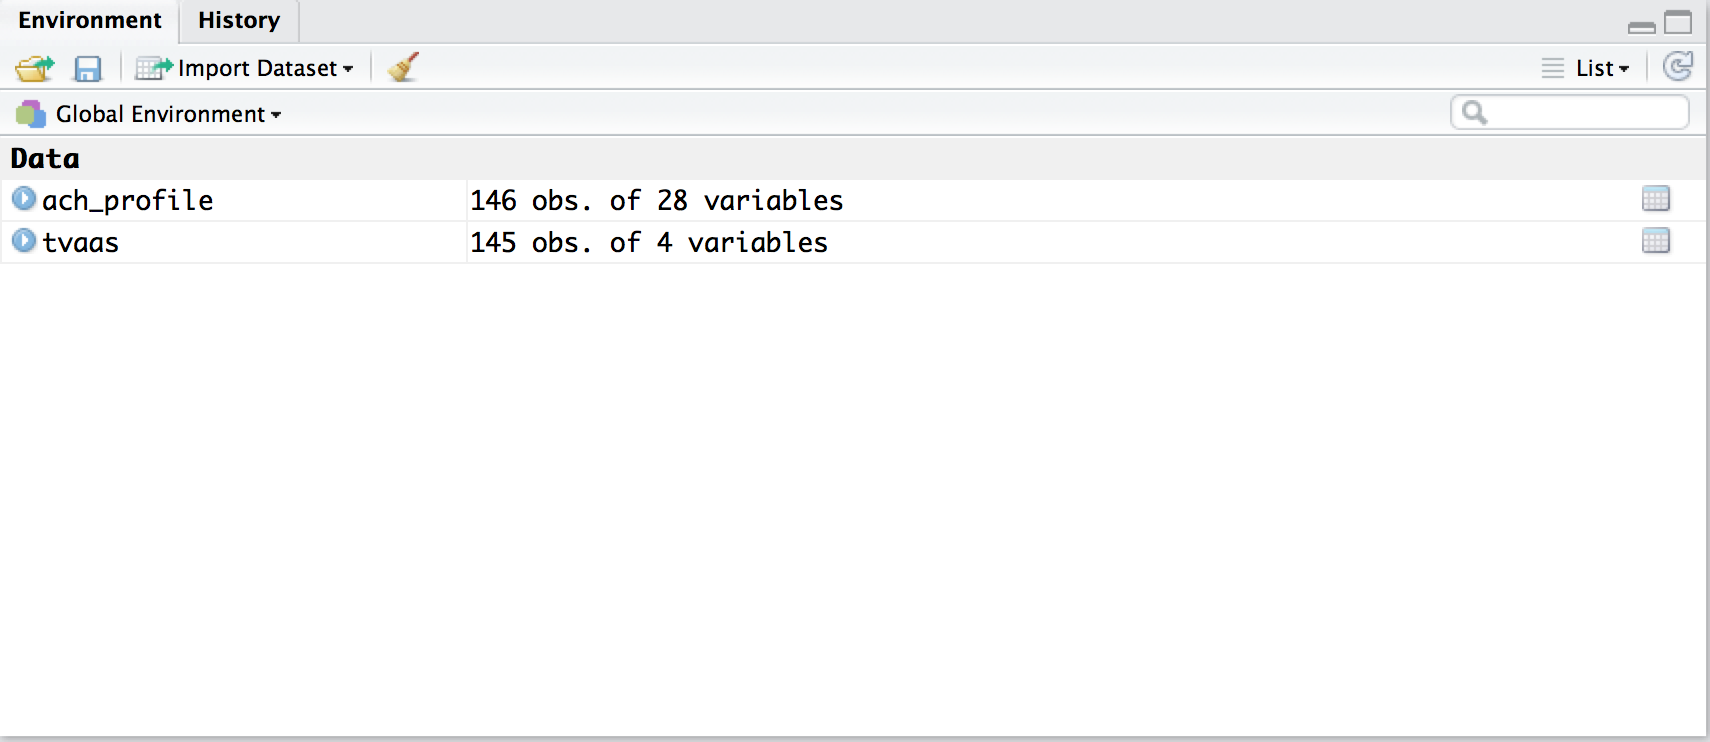 Environment History
Import Dataset List
Global Environment
Data
ach_profile 146 obs. of 28 variables
tvaas 145 obs. of 4 variables